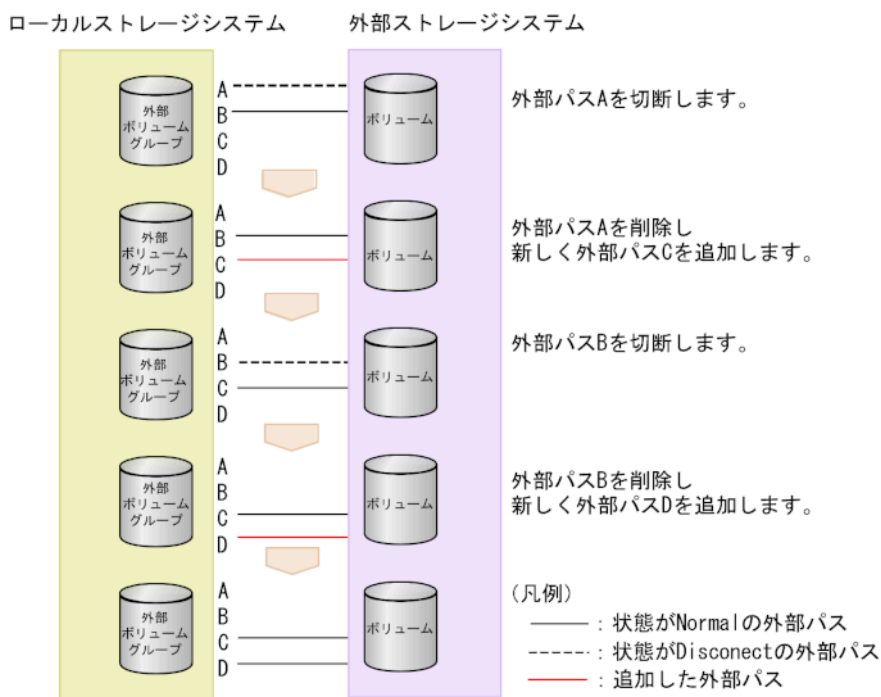 ローカルストレージシステム
外部ストレージシステム
外部
ボリューム
グループ
A
B
C
D
ボリューム
外部パスAを切断します。
外部
ボリューム
グループ
A
B
C
D
ボリューム
外部パスAを削除し
新しく外部パスCを追加します。
外部
ボリューム
グループ
A
B
C
D
ボリューム
外部パスBを切断します。
外部
ボリューム
グループ
A
B
C
D
ボリューム
外部パスBを削除し
新しく外部パスDを追加します。
外部
ボリューム
グループ
A
B
C
D
ボリューム
(凡例)
：状態がNormalの外部パス
：状態がDisconectの外部パス
：追加した外部パス